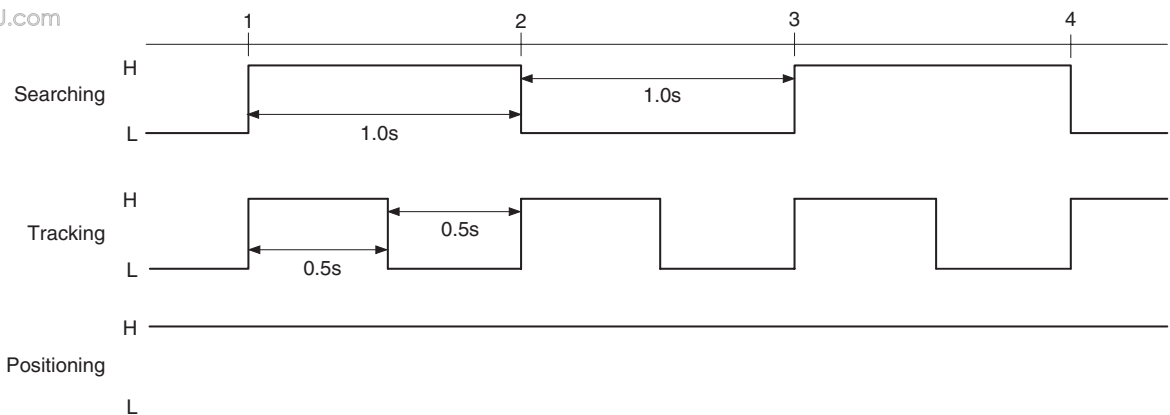 J.com
1 2 3 4
H
Searching
1.0s
1.0s
L
H
Tracking
0.5s
0.5s
L
H
Positioning
L